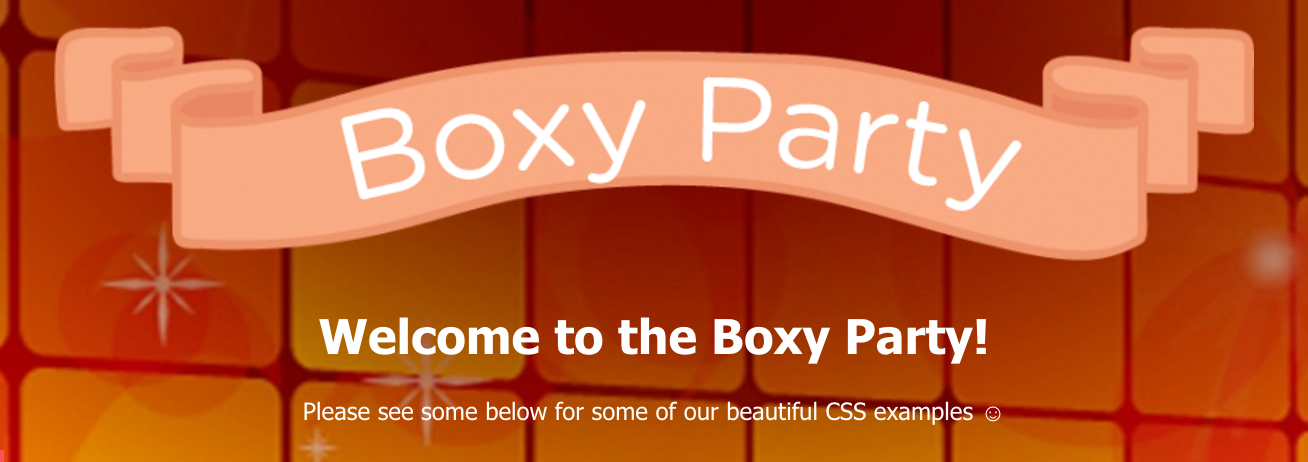 Boxy Party
Welcome to the Boxy Party!
Please see some below for some of our beautiful CSS examples ☺